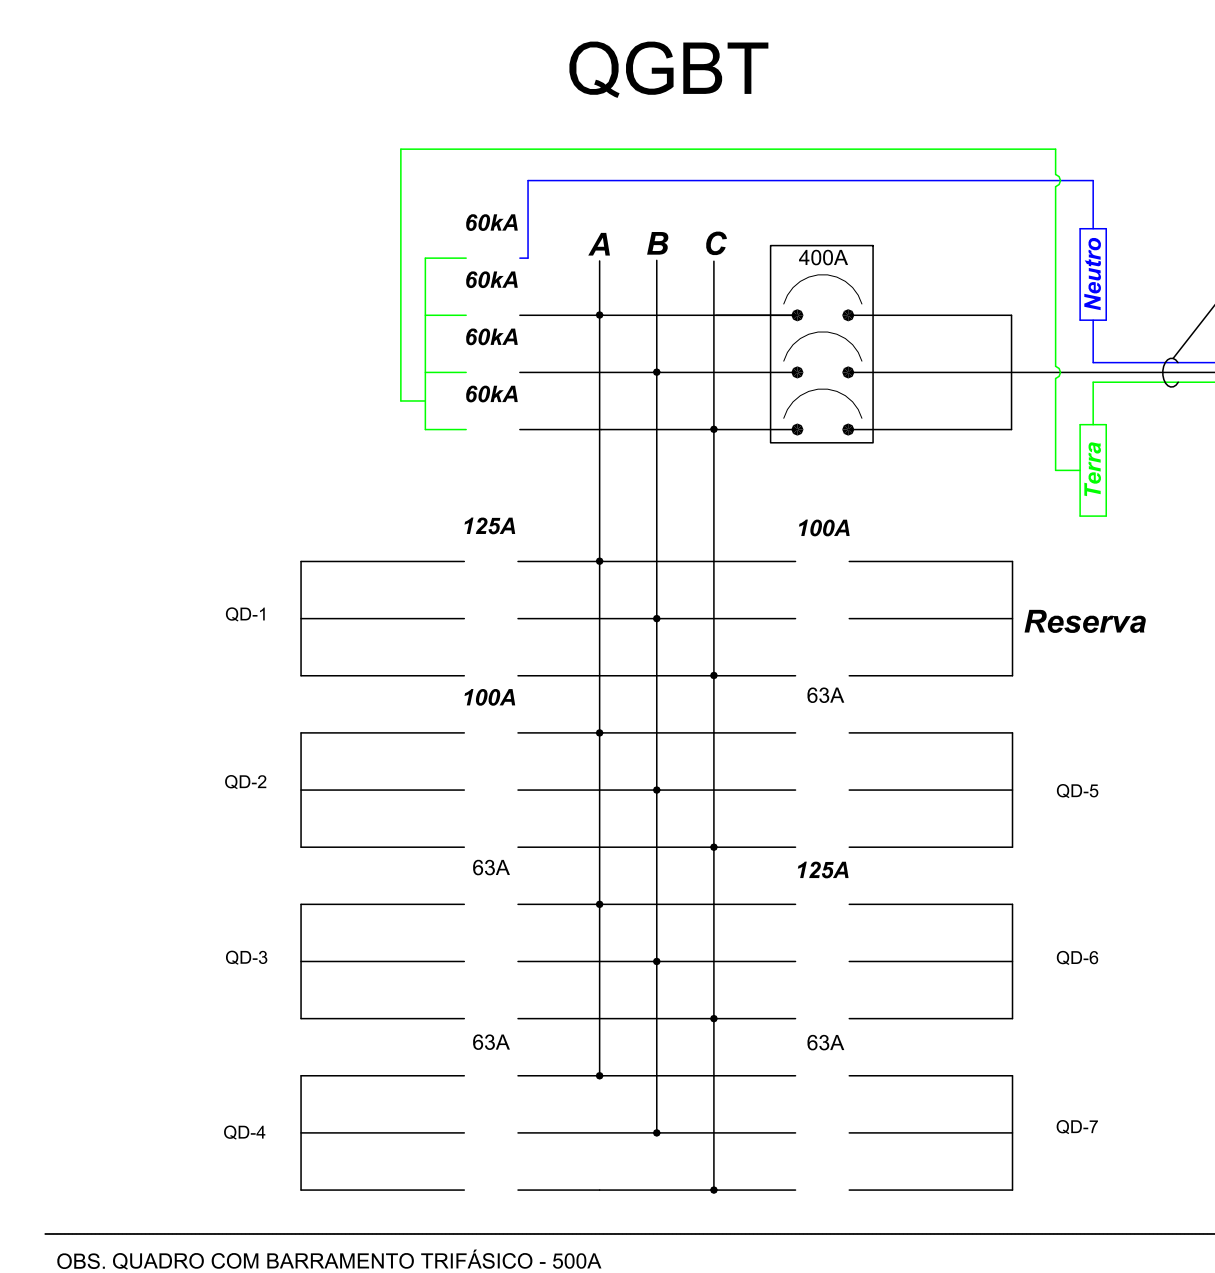 QGBT
60kA
A B C
400A
Neutro
60kA
60kA
60kA
Terra
125A
100A
QD-1
Reserva
100A
63A
QD-2
QD-5
63A
125A
QD-3
QD-6
63A
63A
QD-4
QD-7
OBS. QUADRO COM BARRAMENTO TRIFÁSICO - 500A